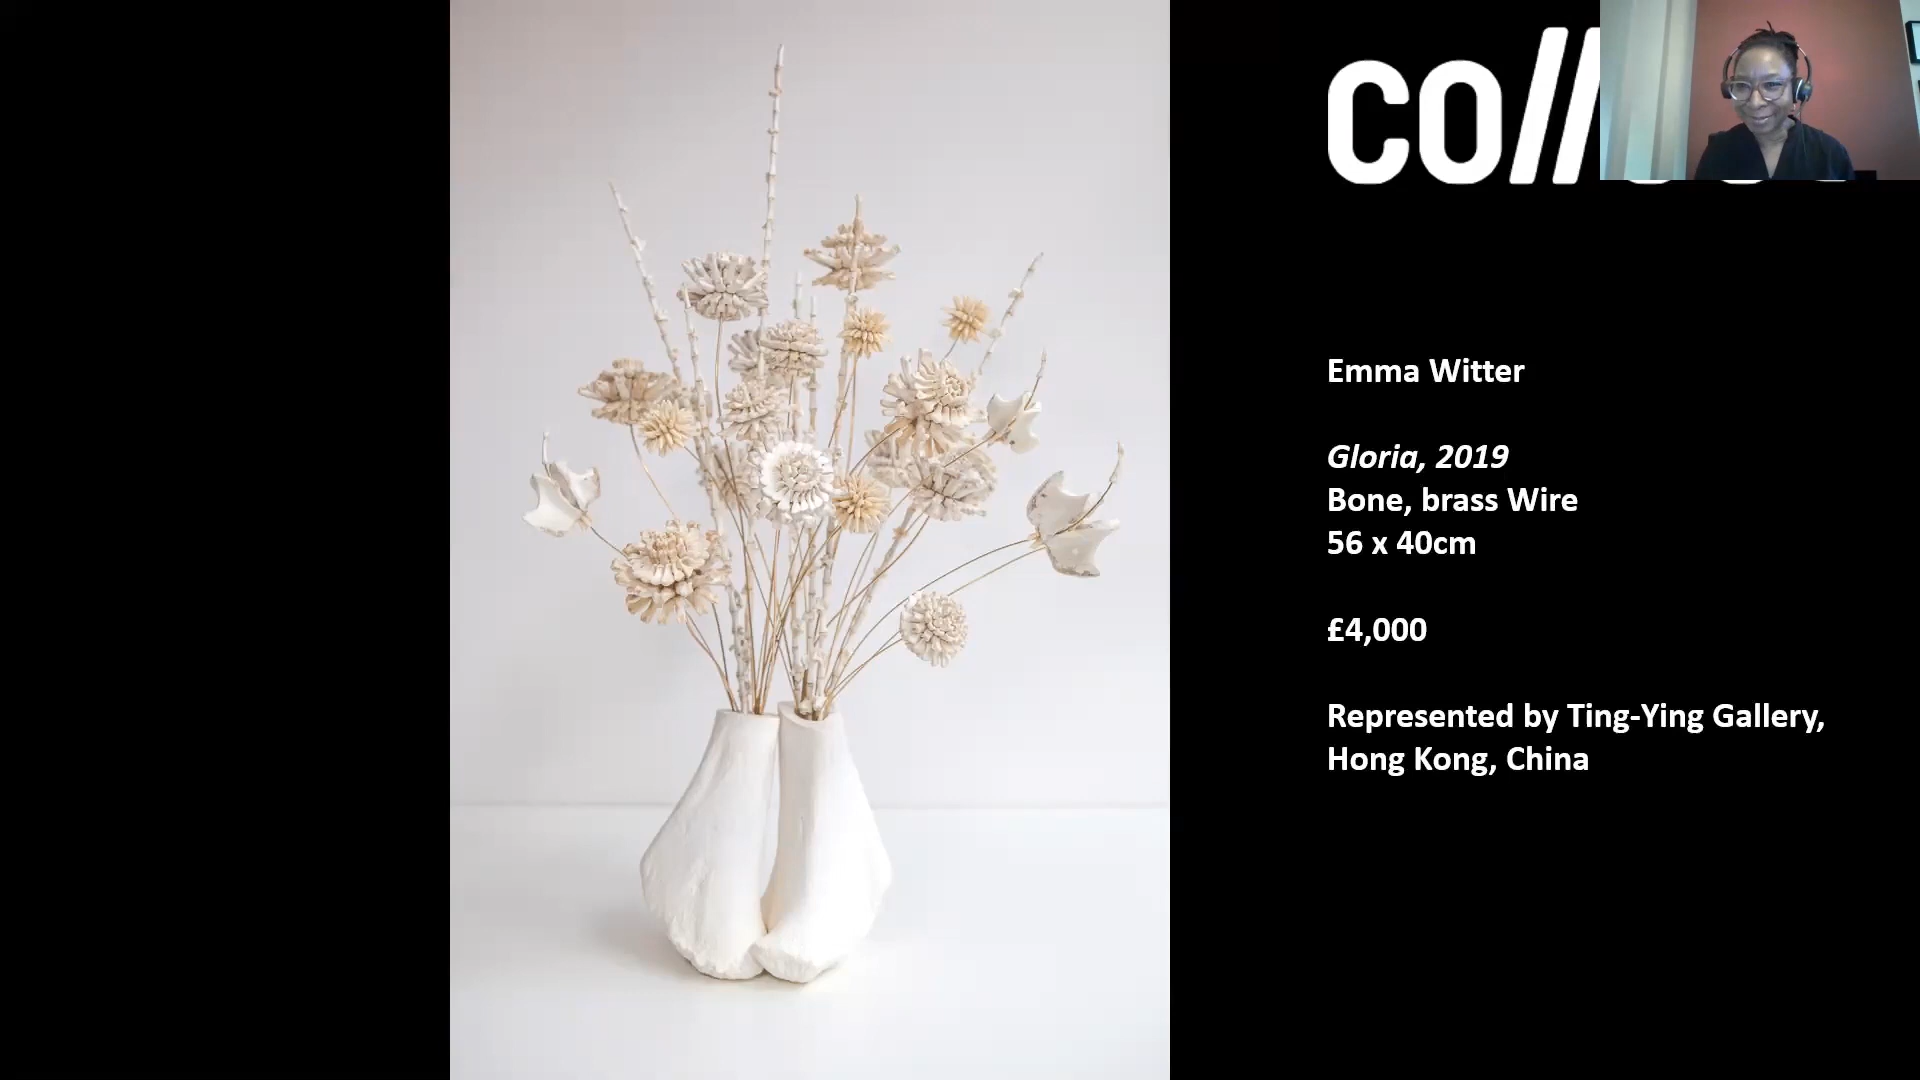 co//
Emma Witter
Gloria, 2019
Bone, brass Wire
56 x 40cm
£4,000
Represented by Ting-Ying Gallery,
Hong Kong, China